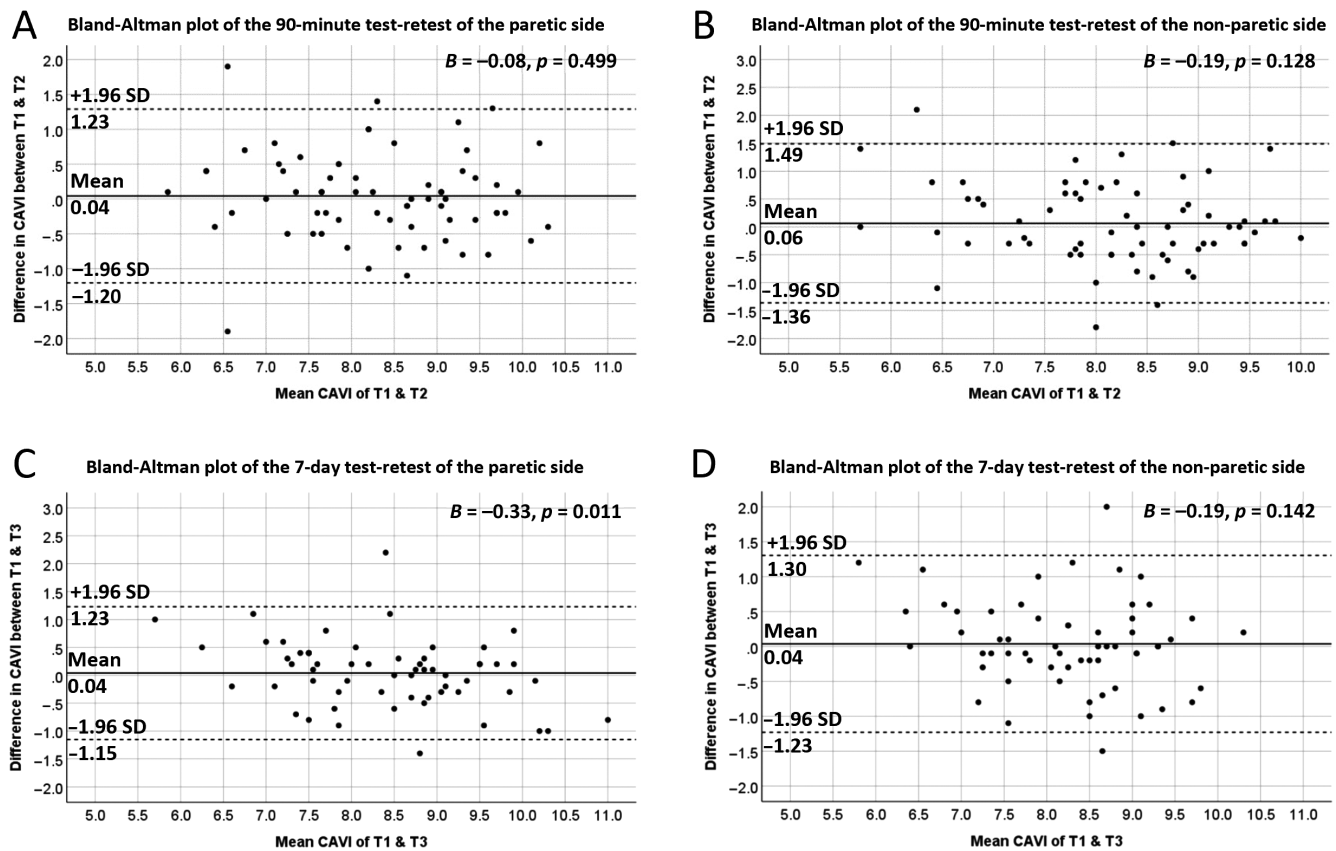 A
Bland-Altman plot of the 90-minute test-retest of the paretic side
B = –0.08, p = 0.499
Difference in CAVI between T1 & T2
2.0
1.5
1.0
.5
.0
–.5
–1.0
–1.5
–2.0
+1.96 SD
1.23
Mean
0.04
–1.96 SD
–1.20
5.0 5.5 6.0 6.5 7.0 7.5 8.0 8.5 9.0 9.5 10.0 10.5 11.0
Mean CAVI of T1 & T2
B
Bland-Altman plot of the 90-minute test-retest of the non-paretic side
B = –0.19, p = 0.128
Difference in CAVI between T1 & T2
3.0
2.5
2.0
1.5
1.0
.5
.0
–.5
–1.0
–1.5
–2.0
+1.96 SD
1.49
Mean
0.06
–1.96 SD
–1.36
5.0 5.5 6.0 6.5 7.0 7.5 8.0 8.5 9.0 9.5 10.0
Mean CAVI of T1 & T2
C
Bland-Altman plot of the 7-day test-retest of the paretic side
B = –0.33, p = 0.011
Difference in CAVI between T1 & T3
3.0
2.5
2.0
1.5
1.0
.5
.0
–.5
–1.0
–1.5
–2.0
+1.96 SD
1.23
Mean
0.04
–1.96 SD
–1.15
5.0 5.5 6.0 6.5 7.0 7.5 8.0 8.5 9.0 9.5 10.0 10.5 11.0
Mean CAVI of T1 & T3
D
Bland-Altman plot of the 7-day test-retest of the non-paretic side
B = –0.19, p = 0.142
Difference in CAVI between T1 & T3
2.0
1.5
1.0
.5
.0
–.5
–1.0
–1.5
–2.0
+1.96 SD
1.30
Mean
0.04
–1.96 SD
–1.23
5.0 5.5 6.0 6.5 7.0 7.5 8.0 8.5 9.0 9.5 10.0 10.5 11.0
Mean CAVI of T1 & T3